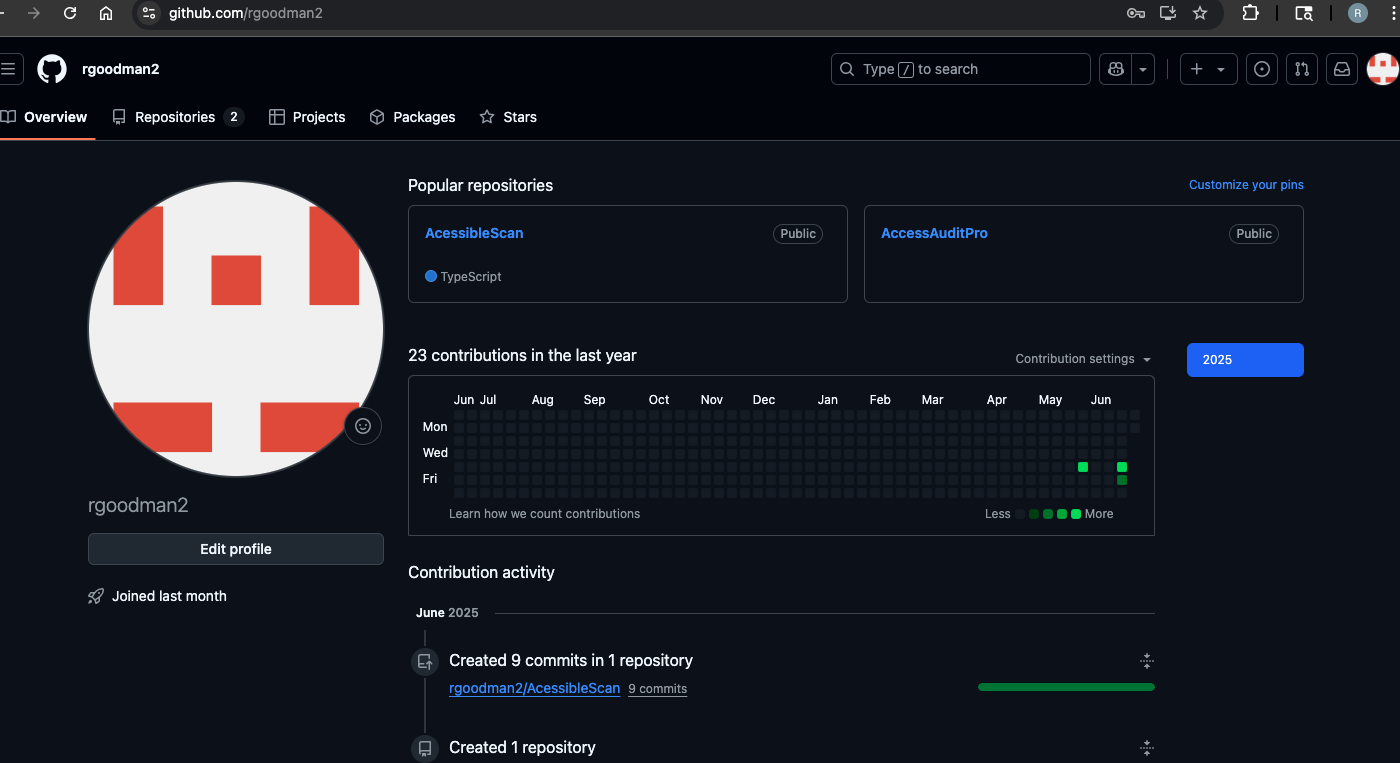 github.com/rgoodman2
R
rgoodman2
Type / to search
Overview Repositories 2 Projects Packages Stars
Popular repositories
Customize your pins
AcessibleScan Public
TypeScript
AccessAuditPro Public
23 contributions in the last year
Contribution settings
2025
Jun Jul Aug Sep Oct Nov Dec Jan Feb Mar Apr May Jun
Mon
Wed
Fri
Learn how we count contributions
Less More
rgoodman2
Edit profile
Joined last month
Contribution activity
June 2025
Created 9 commits in 1 repository
rgoodman2/AcessibleScan 9 commits
Created 1 repository